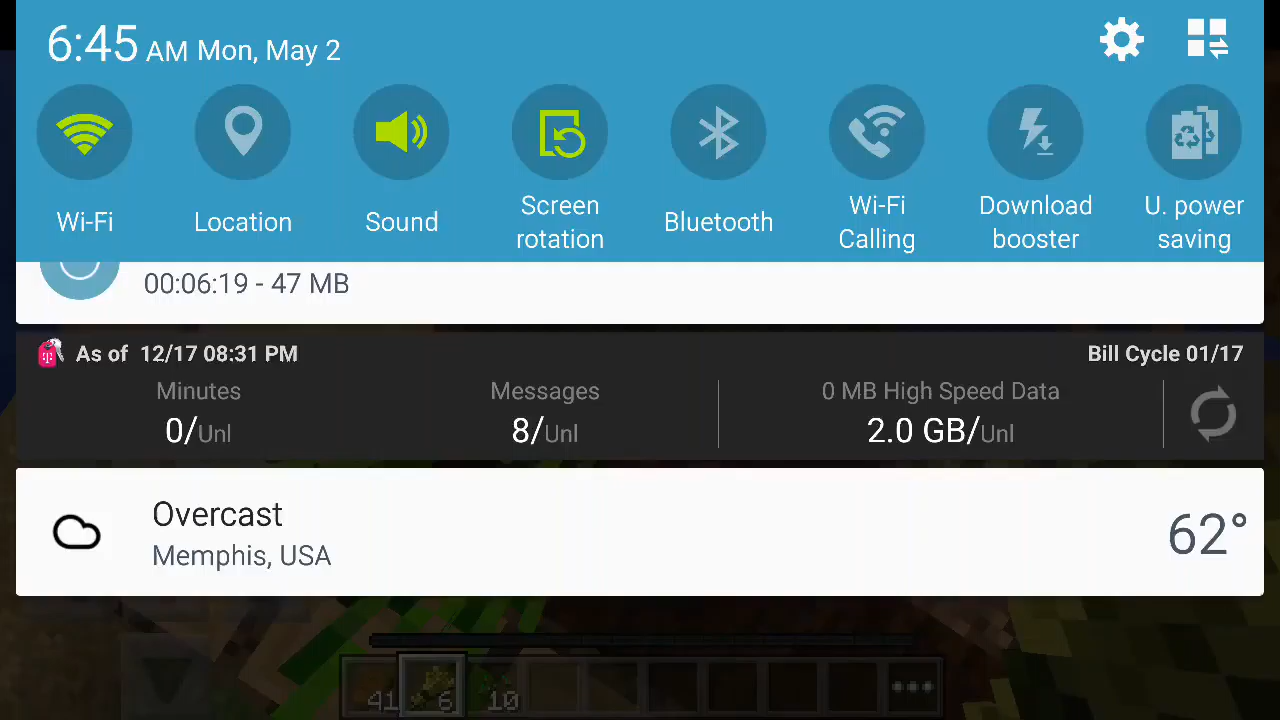 6:45 AM Mon, May 2
Wi-Fi
Location
Sound
Screen rotation
Bluetooth
Wi-Fi Calling
Download booster
U. power saving
00:06:19 - 47 MB
As of 12/17 08:31 PM
Bill Cycle 01/17
Minutes
Messages
0 MB High Speed Data
0/Unl
8/Unl
2.0 GB/Unl
Overcast
Memphis, USA
62°
41
6
10